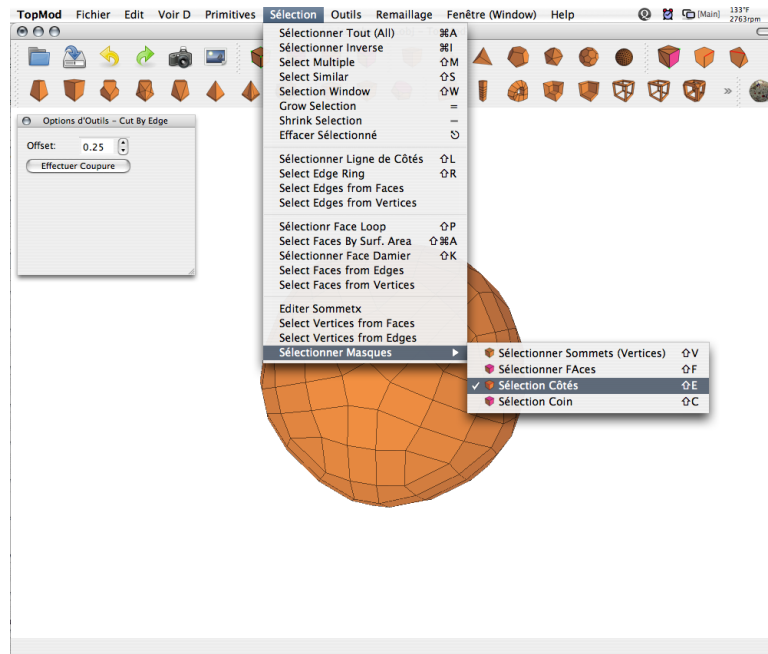 TopMod Fichier Edit Voir D Primitives Sélection Outils Remaillage Fenêtre (Window) Help [Main] 133°F 2763rpm
Sélectionner Tout (All) ⌘A
Sélectionner Inverse ⌘I
Select Multiple ⇧M
Select Similar ⇧S
Selection Window ⇧W
Grow Selection =
Shrink Selection –
Effacer Sélectionné ⎋
Options d'Outils – Cut By Edge
Offset: 0.25
Effectuer Coupure
Sélectionner Ligne de Côtés ⇧L
Select Edge Ring ⇧R
Select Edges from Faces
Select Edges from Vertices
Sélectionr Face Loop ⇧P
Select Faces By Surf. Area ⇧⌘A
Sélectionner Face Damier ⇧K
Select Faces from Edges
Select Faces from Vertices
Editer Sommetx
Select Vertices from Faces
Select Vertices from Edges
Sélectionner Masques ▶
Sélectionner Sommets (Vertices) ⇧V
Sélectionner FAces ⇧F
✓ Sélection Côtés ⇧E
Sélection Coin ⇧C
»